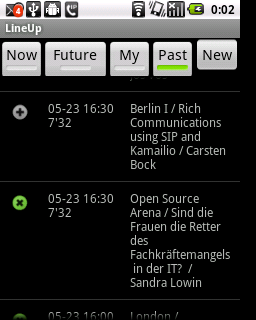 4
0:02
LineUp
Now
Future
My
Past
New
05-23 16:30
7'32
Berlin I / Rich
Communications
using SIP and
Kamailio / Carsten
Bock
05-23 16:30
7'32
Open Source
Arena / Sind die
Frauen die Retter
des
Fachkräftemangels
in der IT? /
Sandra Lowin
05-23 16:00
London /